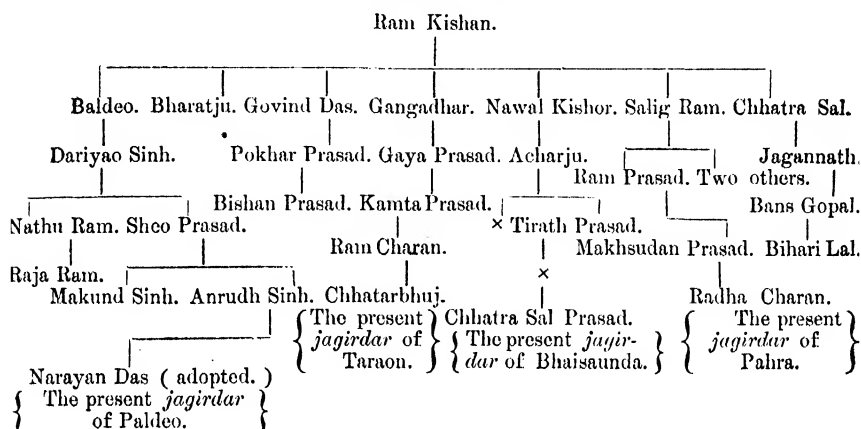 Ram Kishan.
Baldeo. Bharatju. Govind Das. Gangadhar. Nawal Kishor. Salig Ram. Chhatra Sal.
Dariyao Sinh. Pokhar Prasad. Gaya Prasad. Acharju. Jagannath.
Ram Prasad. Two others.
Bishan Prasad. Kamta Prasad. Bans Gopal.
Nathu Ram. Sheo Prasad. × Tirath Prasad.
Ram Charan. Makhsudan Prasad. Bihari Lal.
Raja Ram. ×
Makund Sinh. Anrudh Sinh. Chhatarbhuj. Radha Charan.
{The present} Chhatra Sal Prasad. { The present }
{jagirdar of} {The present jagir- } {jagirdar of}
{Taraon.} {dar of Bhaisaunda.} {Pahra.}
Narayan Das ( adopted. )
{ The present jagirdar }
of Paldeo.